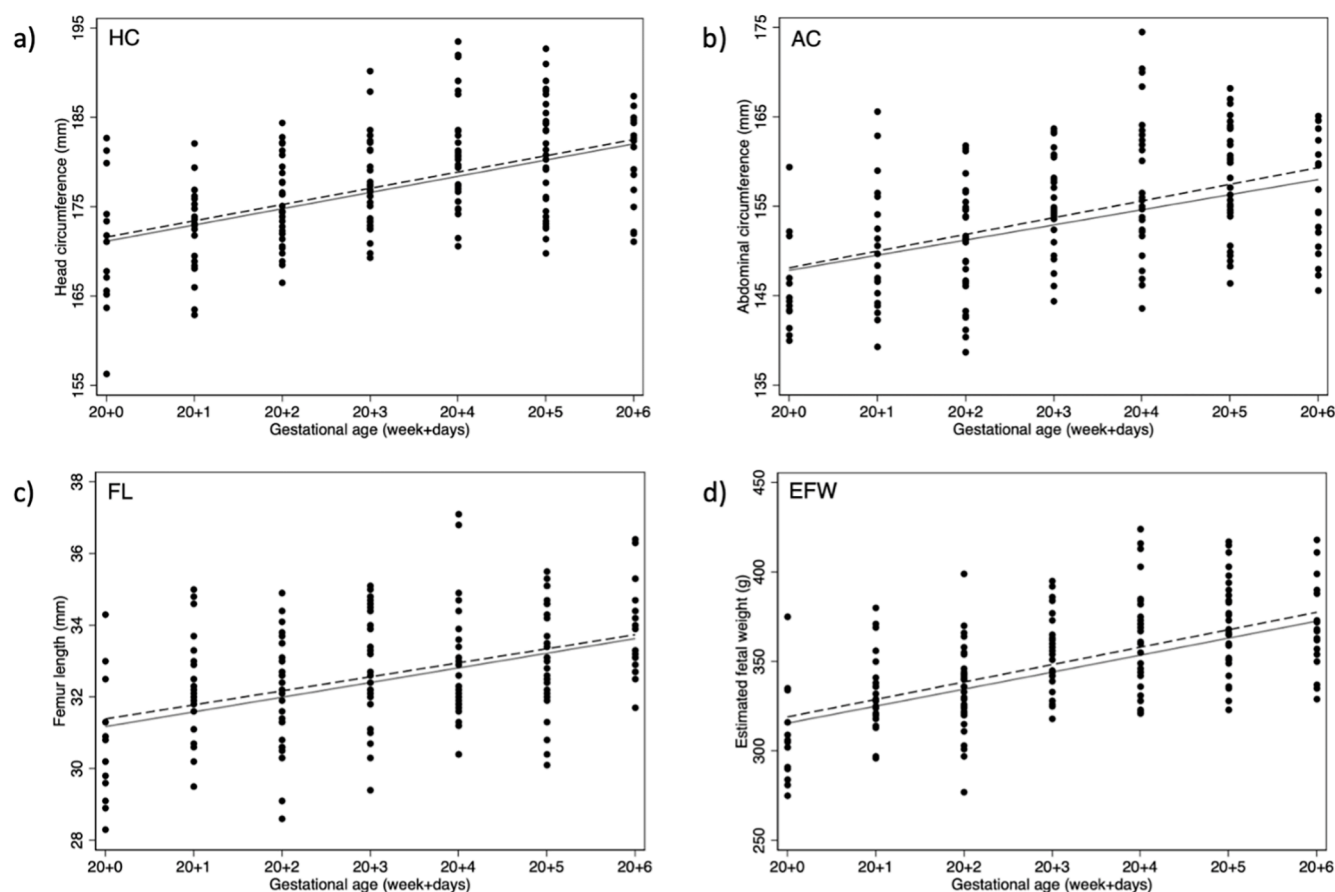 a)
HC
195
185
175
165
155
Head circumference (mm)
20+0 20+1 20+2 20+3 20+4 20+5 20+6
Gestational age (week+days)
b)
AC
175
165
155
145
135
Abdominal circumference (mm)
20+0 20+1 20+2 20+3 20+4 20+5 20+6
Gestational age (week+days)
c)
FL
38
36
34
32
30
28
Femur length (mm)
20+0 20+1 20+2 20+3 20+4 20+5 20+6
Gestational age (week+days)
d)
EFW
450
400
350
300
250
Estimated fetal weight (g)
20+0 20+1 20+2 20+3 20+4 20+5 20+6
Gestational age (week+days)